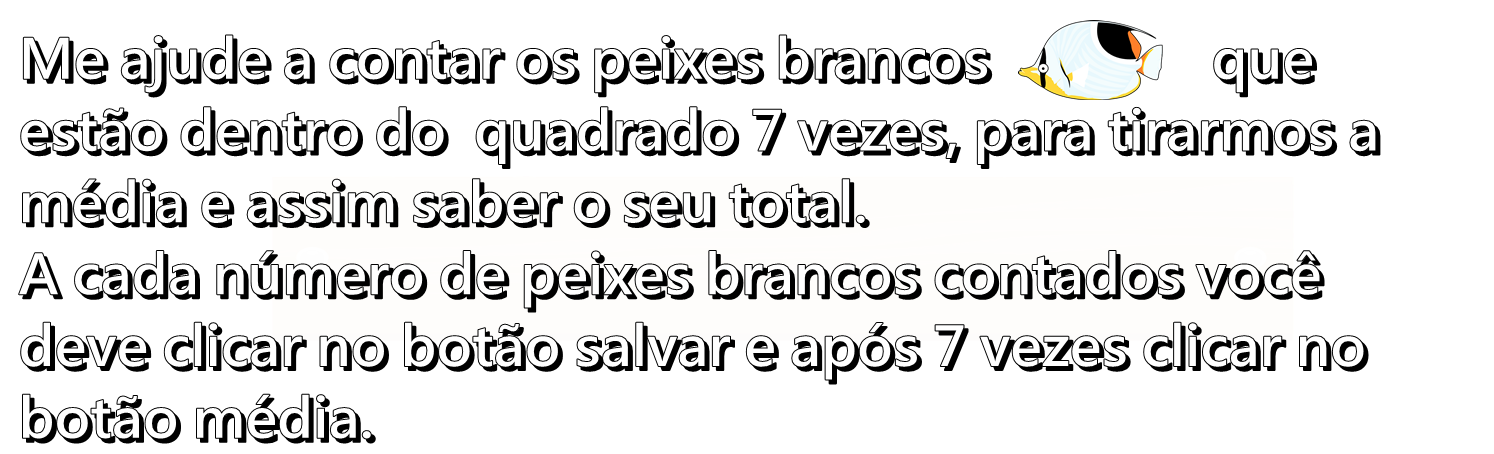 Me ajude a contar os peixes brancos que
estão dentro do quadrado 7 vezes, para tirarmos a
média e assim saber o seu total.
A cada número de peixes brancos contados você
deve clicar no botão salvar e após 7 vezes clicar no
botão média.